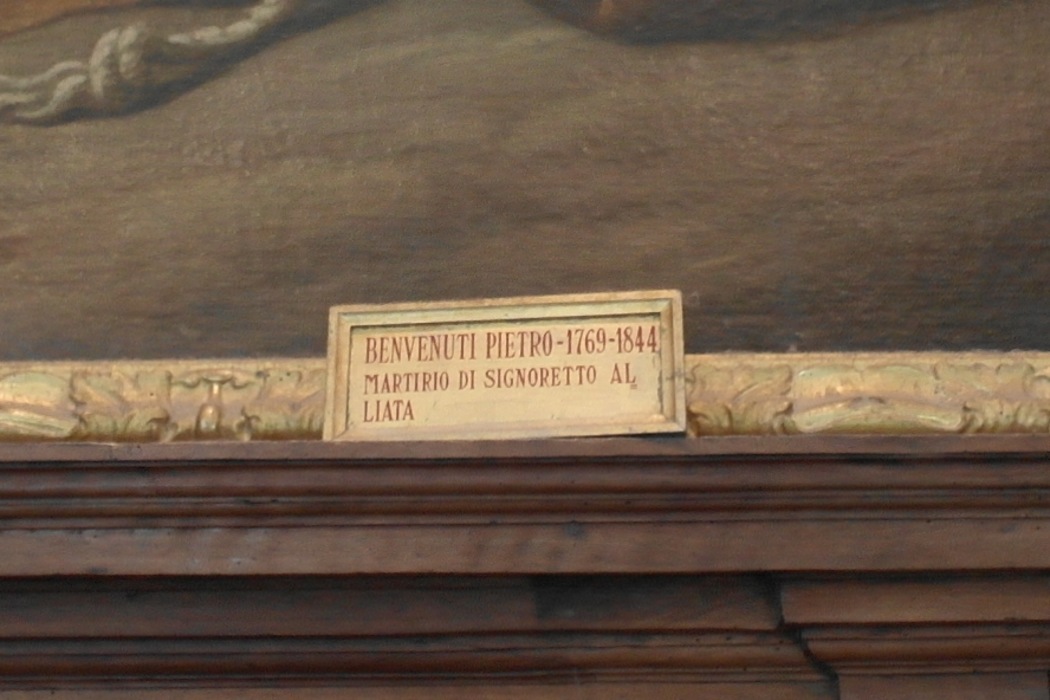 BENVENUTI PIETRO-1769-1844
MARTIRIO DI SIGNORETTO AL=
LIATA